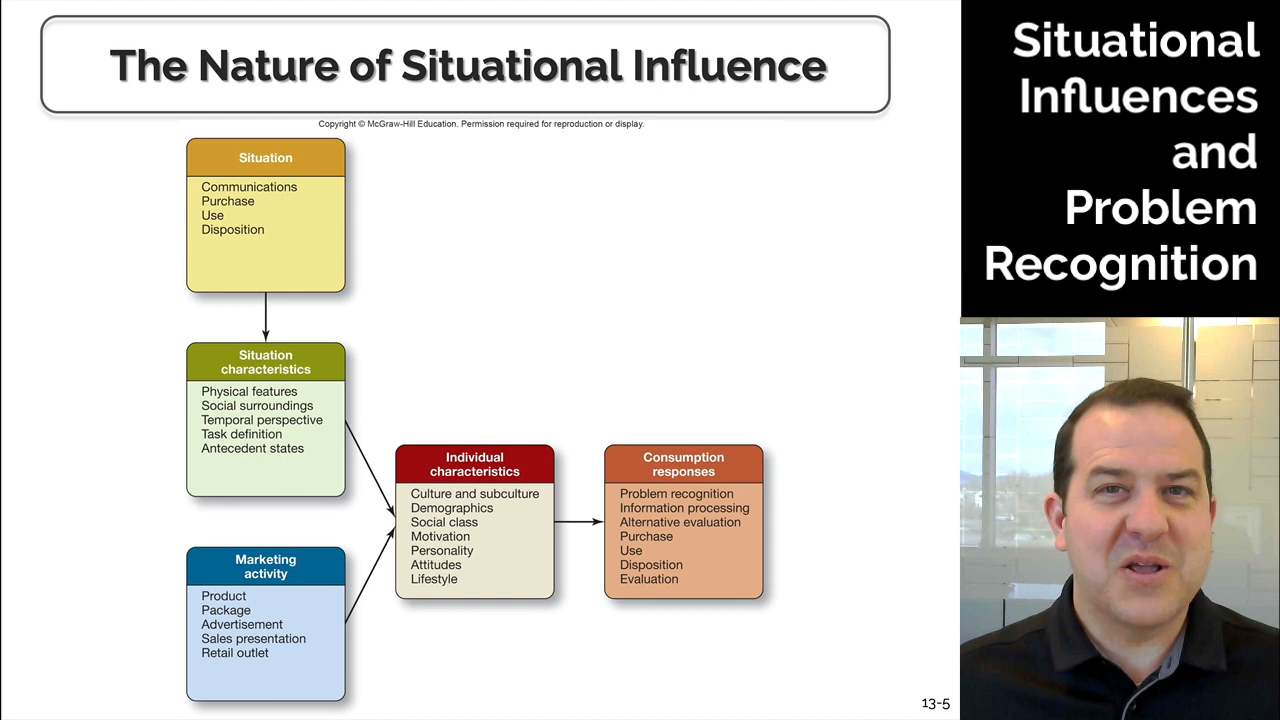 The Nature of Situational Influence
Copyright © McGraw-Hill Education. Permission required for reproduction or display.
Situation
Communications
Purchase
Use
Disposition
Situation
characteristics
Physical features
Social surroundings
Temporal perspective
Task definition
Antecedent states
Marketing
activity
Product
Package
Advertisement
Sales presentation
Retail outlet
Individual
characteristics
Culture and subculture
Demographics
Social class
Motivation
Personality
Attitudes
Lifestyle
Consumption
responses
Problem recognition
Information processing
Alternative evaluation
Purchase
Use
Disposition
Evaluation
13-5
Situational
Influences
and
Problem
Recognition